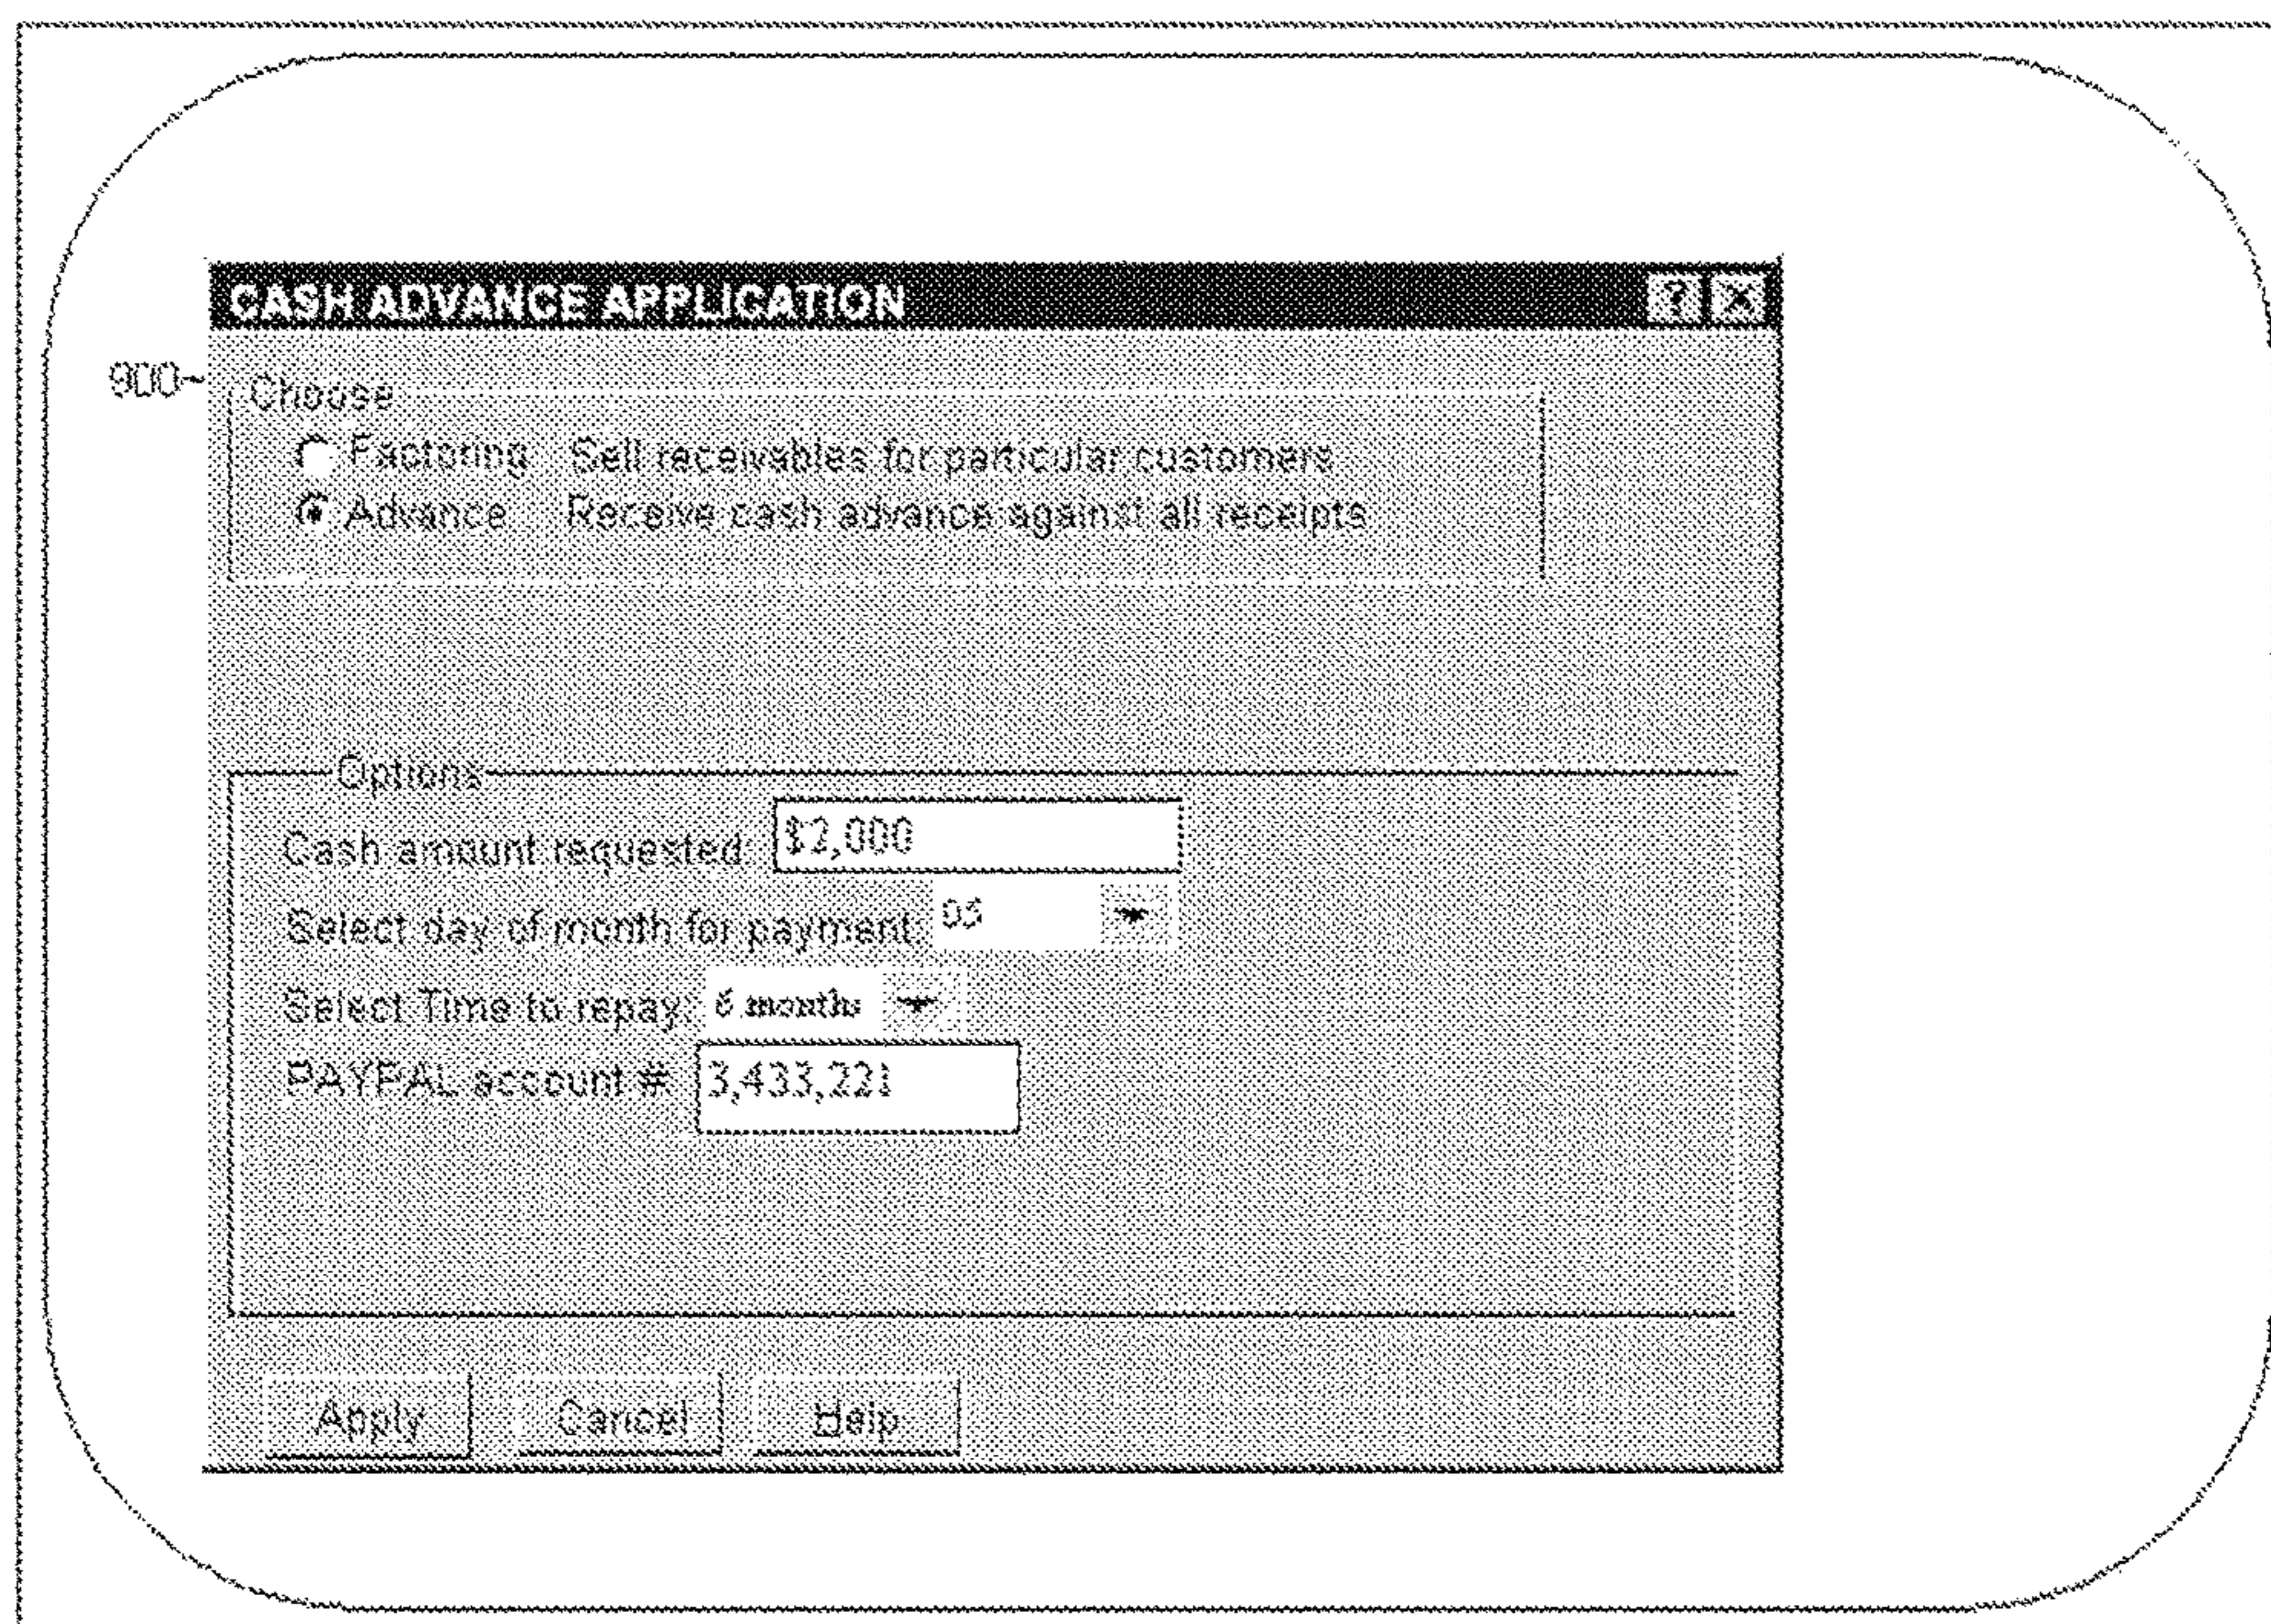 CASH ADVANCE APPLICATION ? X
900~
Choose
Factoring Sell receivables for particular customers
Advance Receive cash advance against all receipts
Options
Cash amount requested: $2,000
Select day of month for payment: 05
Select Time to repay: 6 months
PAYPAL account # 3,433,221
Apply Cancel Help